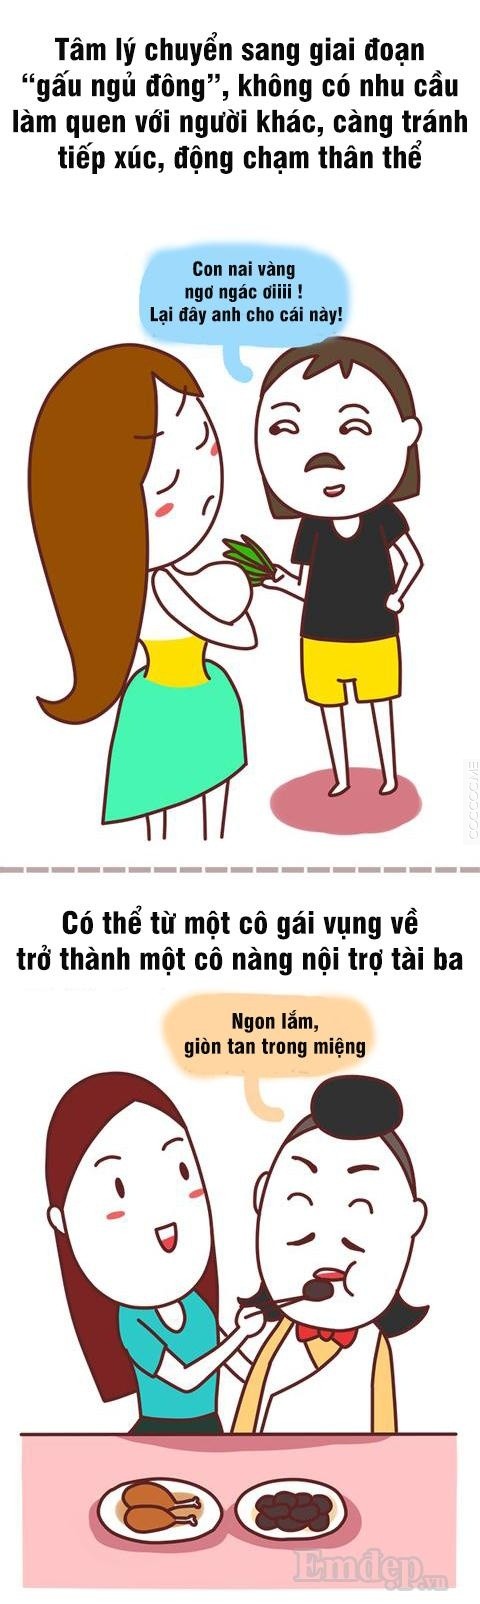 Tâm lý chuyển sang giai đoạn
“gấu ngủ đông”, không có nhu cầu
làm quen với người khác, càng tránh
tiếp xúc, động chạm thân thể
Con nai vàng
ngơ ngác ơiiii !
Lại đây anh cho cái này!
Có thể từ một cô gái vụng về
trở thành một cô nàng nội trợ tài ba
Ngon lắm,
giòn tan trong miệng
Emdẹp.vn